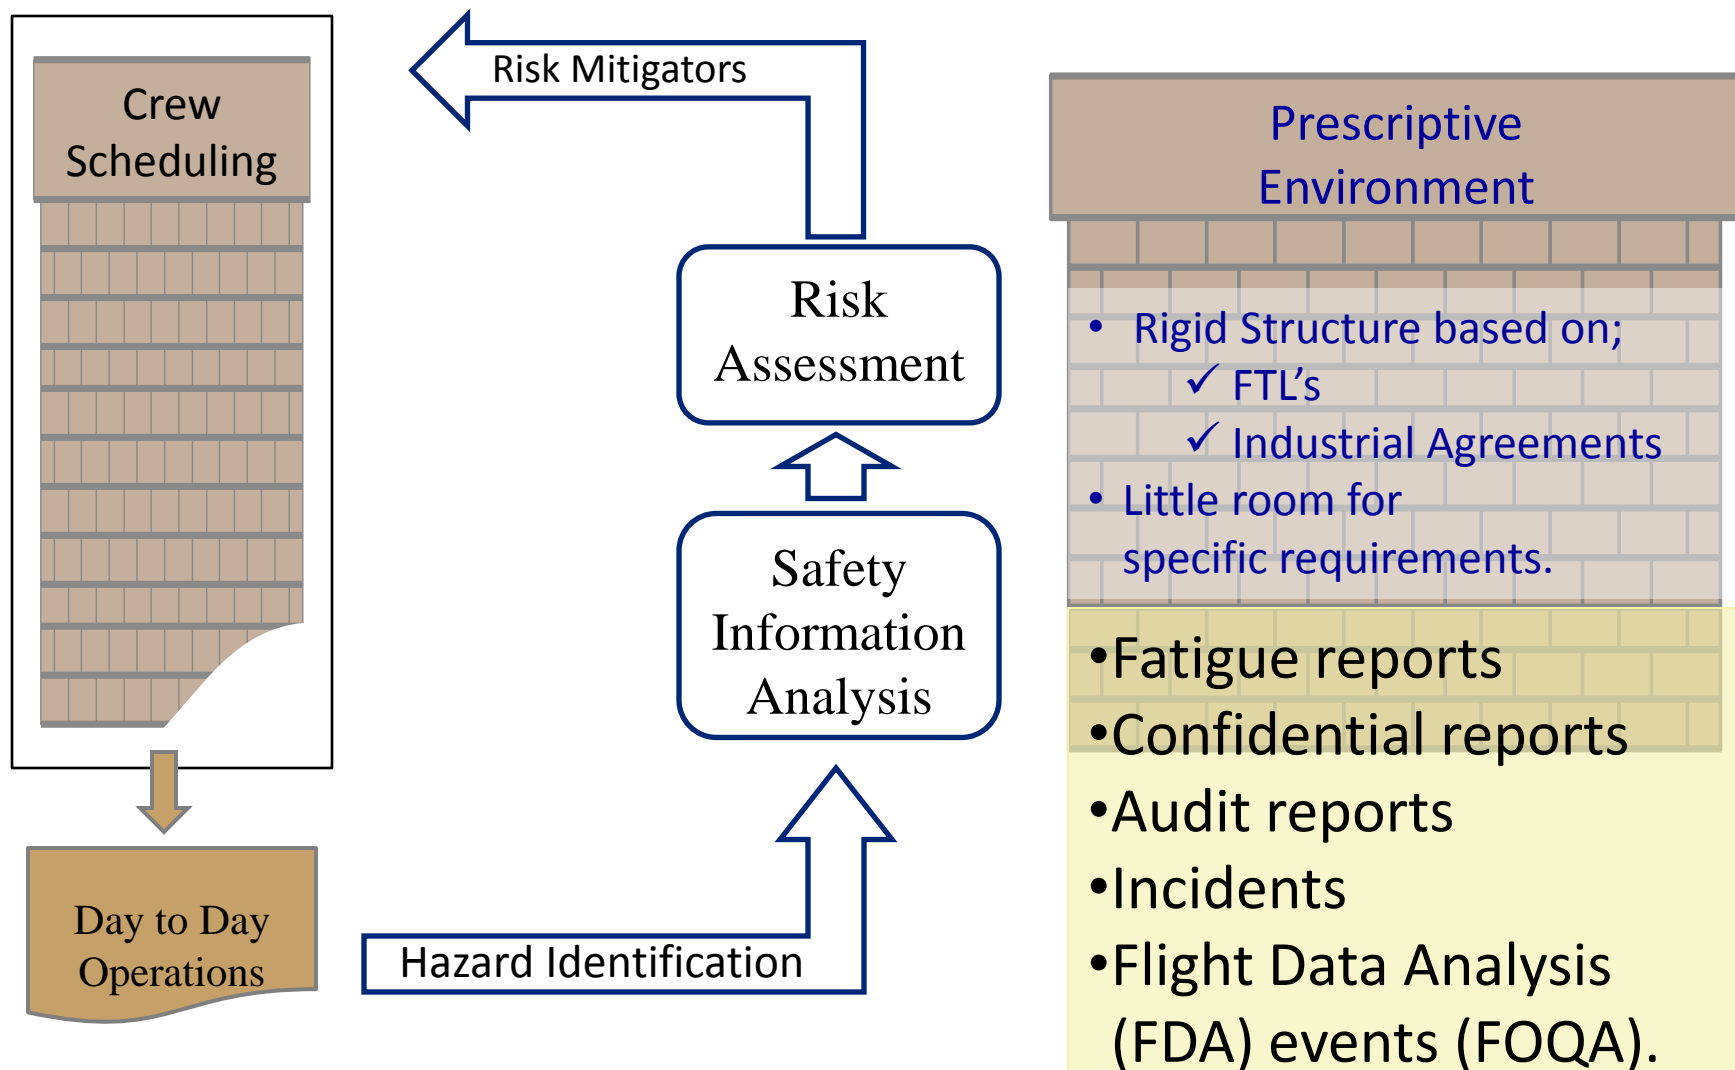 Crew
Scheduling
Day to Day
Operations
Risk Mitigators
Risk
Assessment
Safety
Information
Analysis
Hazard Identification
Prescriptive
Environment
• Rigid Structure based on;
✓ FTL's
✓ Industrial Agreements
• Little room for
specific requirements.
•Fatigue reports
•Confidential reports
•Audit reports
•Incidents
•Flight Data Analysis
(FDA) events (FOQA).